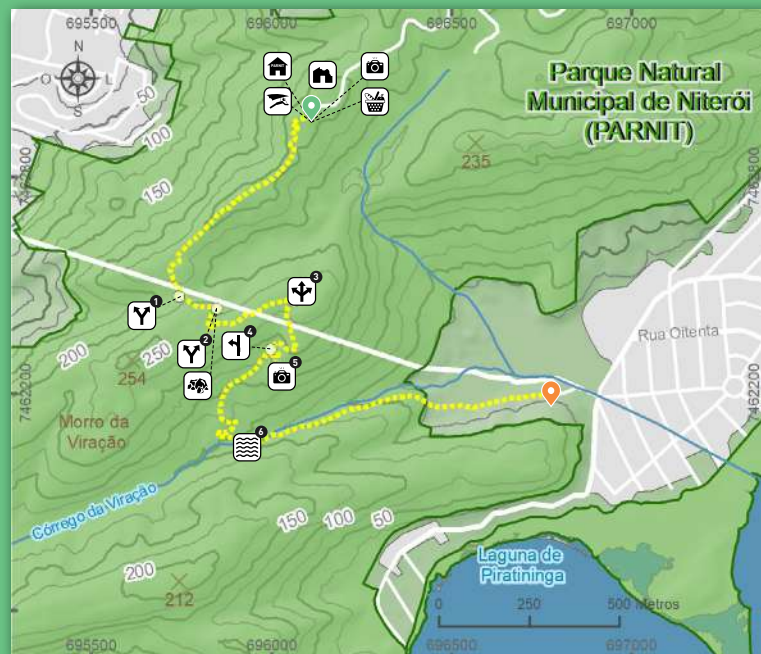 695500
696000
696500
697000
N
O
L
S
PARNIT
Parque Natural
Municipal de Niterói
(PARNIT)
50
100
150
235
7462800
7462800
1
2
3
4
5
6
200
250
254
Rua Oitenta
7462200
7462200
Morro da
Viração
Córrego da Viração
150
100
50
200
212
Laguna de
Piratininga
0
250
500 Metros
695500
696000
696500
697000